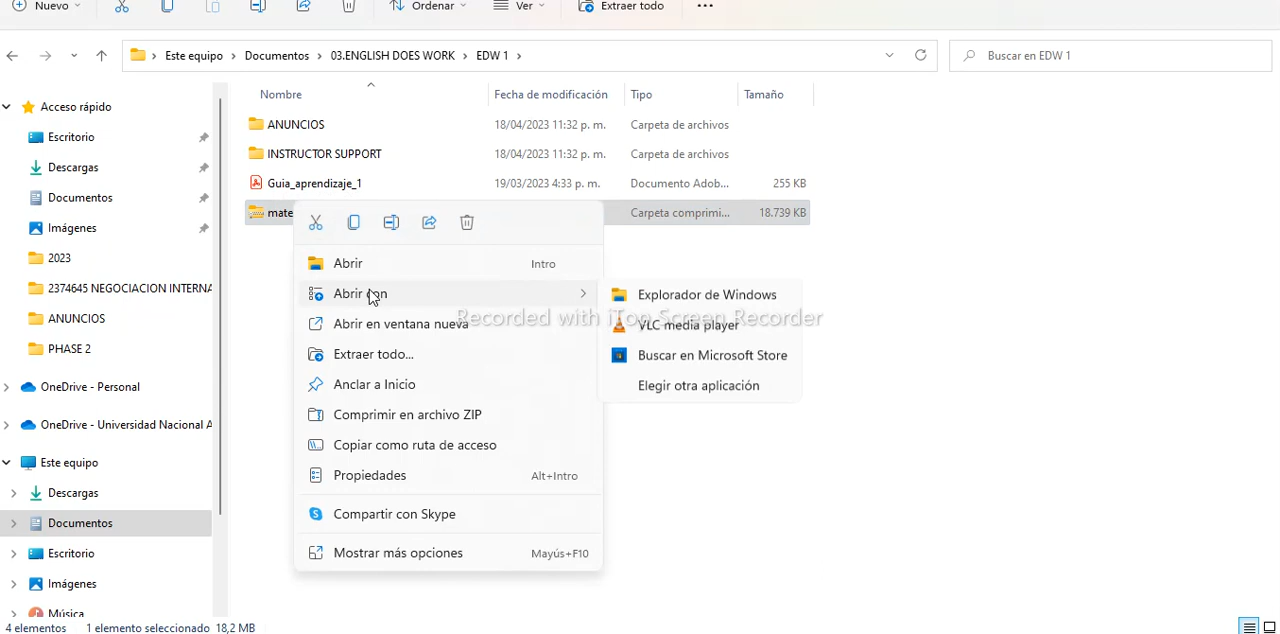 Nuevo
Ordenar
Ver
Extraer todo
Este equipo > Documentos > 03.ENGLISH DOES WORK > EDW 1 >
Buscar en EDW 1
Nombre
Fecha de modificación
Tipo
Tamaño
ANUNCIOS 18/04/2023 11:32 p. m. Carpeta de archivos
INSTRUCTOR SUPPORT 18/04/2023 11:32 p. m. Carpeta de archivos
Guia_aprendizaje_1 19/03/2023 4:33 p. m. Documento Adob... 255 KB
mate Carpeta comprimi... 18.739 KB
Acceso rápido
Escritorio
Descargas
Documentos
Imágenes
2023
2374645 NEGOCIACION INTERNA
ANUNCIOS
PHASE 2
OneDrive - Personal
OneDrive - Universidad Nacional A
Este equipo
Descargas
Documentos
Escritorio
Imágenes
Música
Abrir Intro
Abrir con
Abrir en ventana nueva
Extraer todo...
Anclar a Inicio
Comprimir en archivo ZIP
Copiar como ruta de acceso
Propiedades Alt+Intro
Compartir con Skype
Mostrar más opciones Mayús+F10
Explorador de Windows
VLC media player
Buscar en Microsoft Store
Elegir otra aplicación
Recorded with iTop Screen Recorder
4 elementos 1 elemento seleccionado 18,2 MB